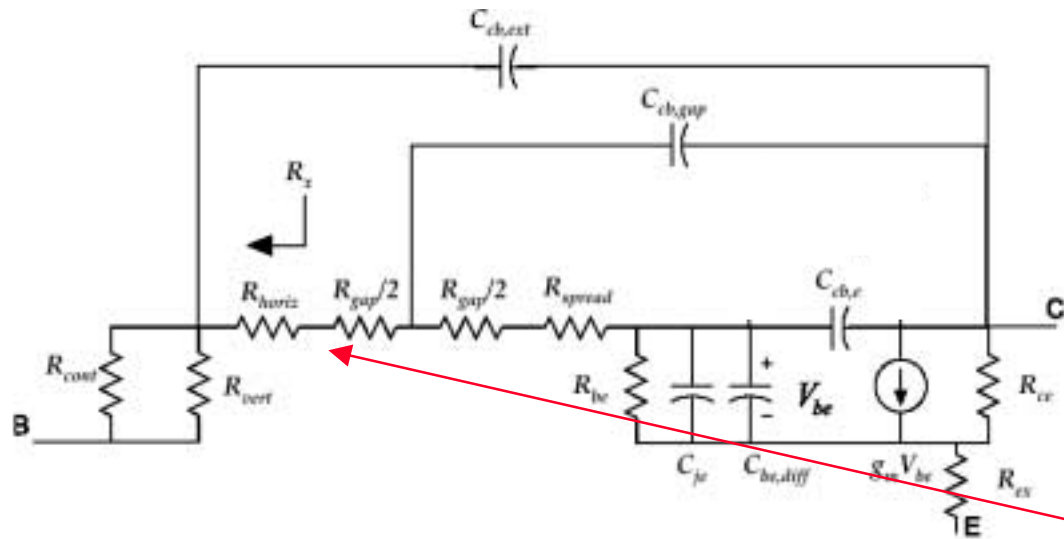 C_cb,ext
C_cb,gap
R_x
R_horiz R_gap/2 R_gap/2 R_spread C_cb,e
C
R_cont R_vert R_be + V_be − R_ce
B
C_je C_be,diff g_m V_be R_ex
E